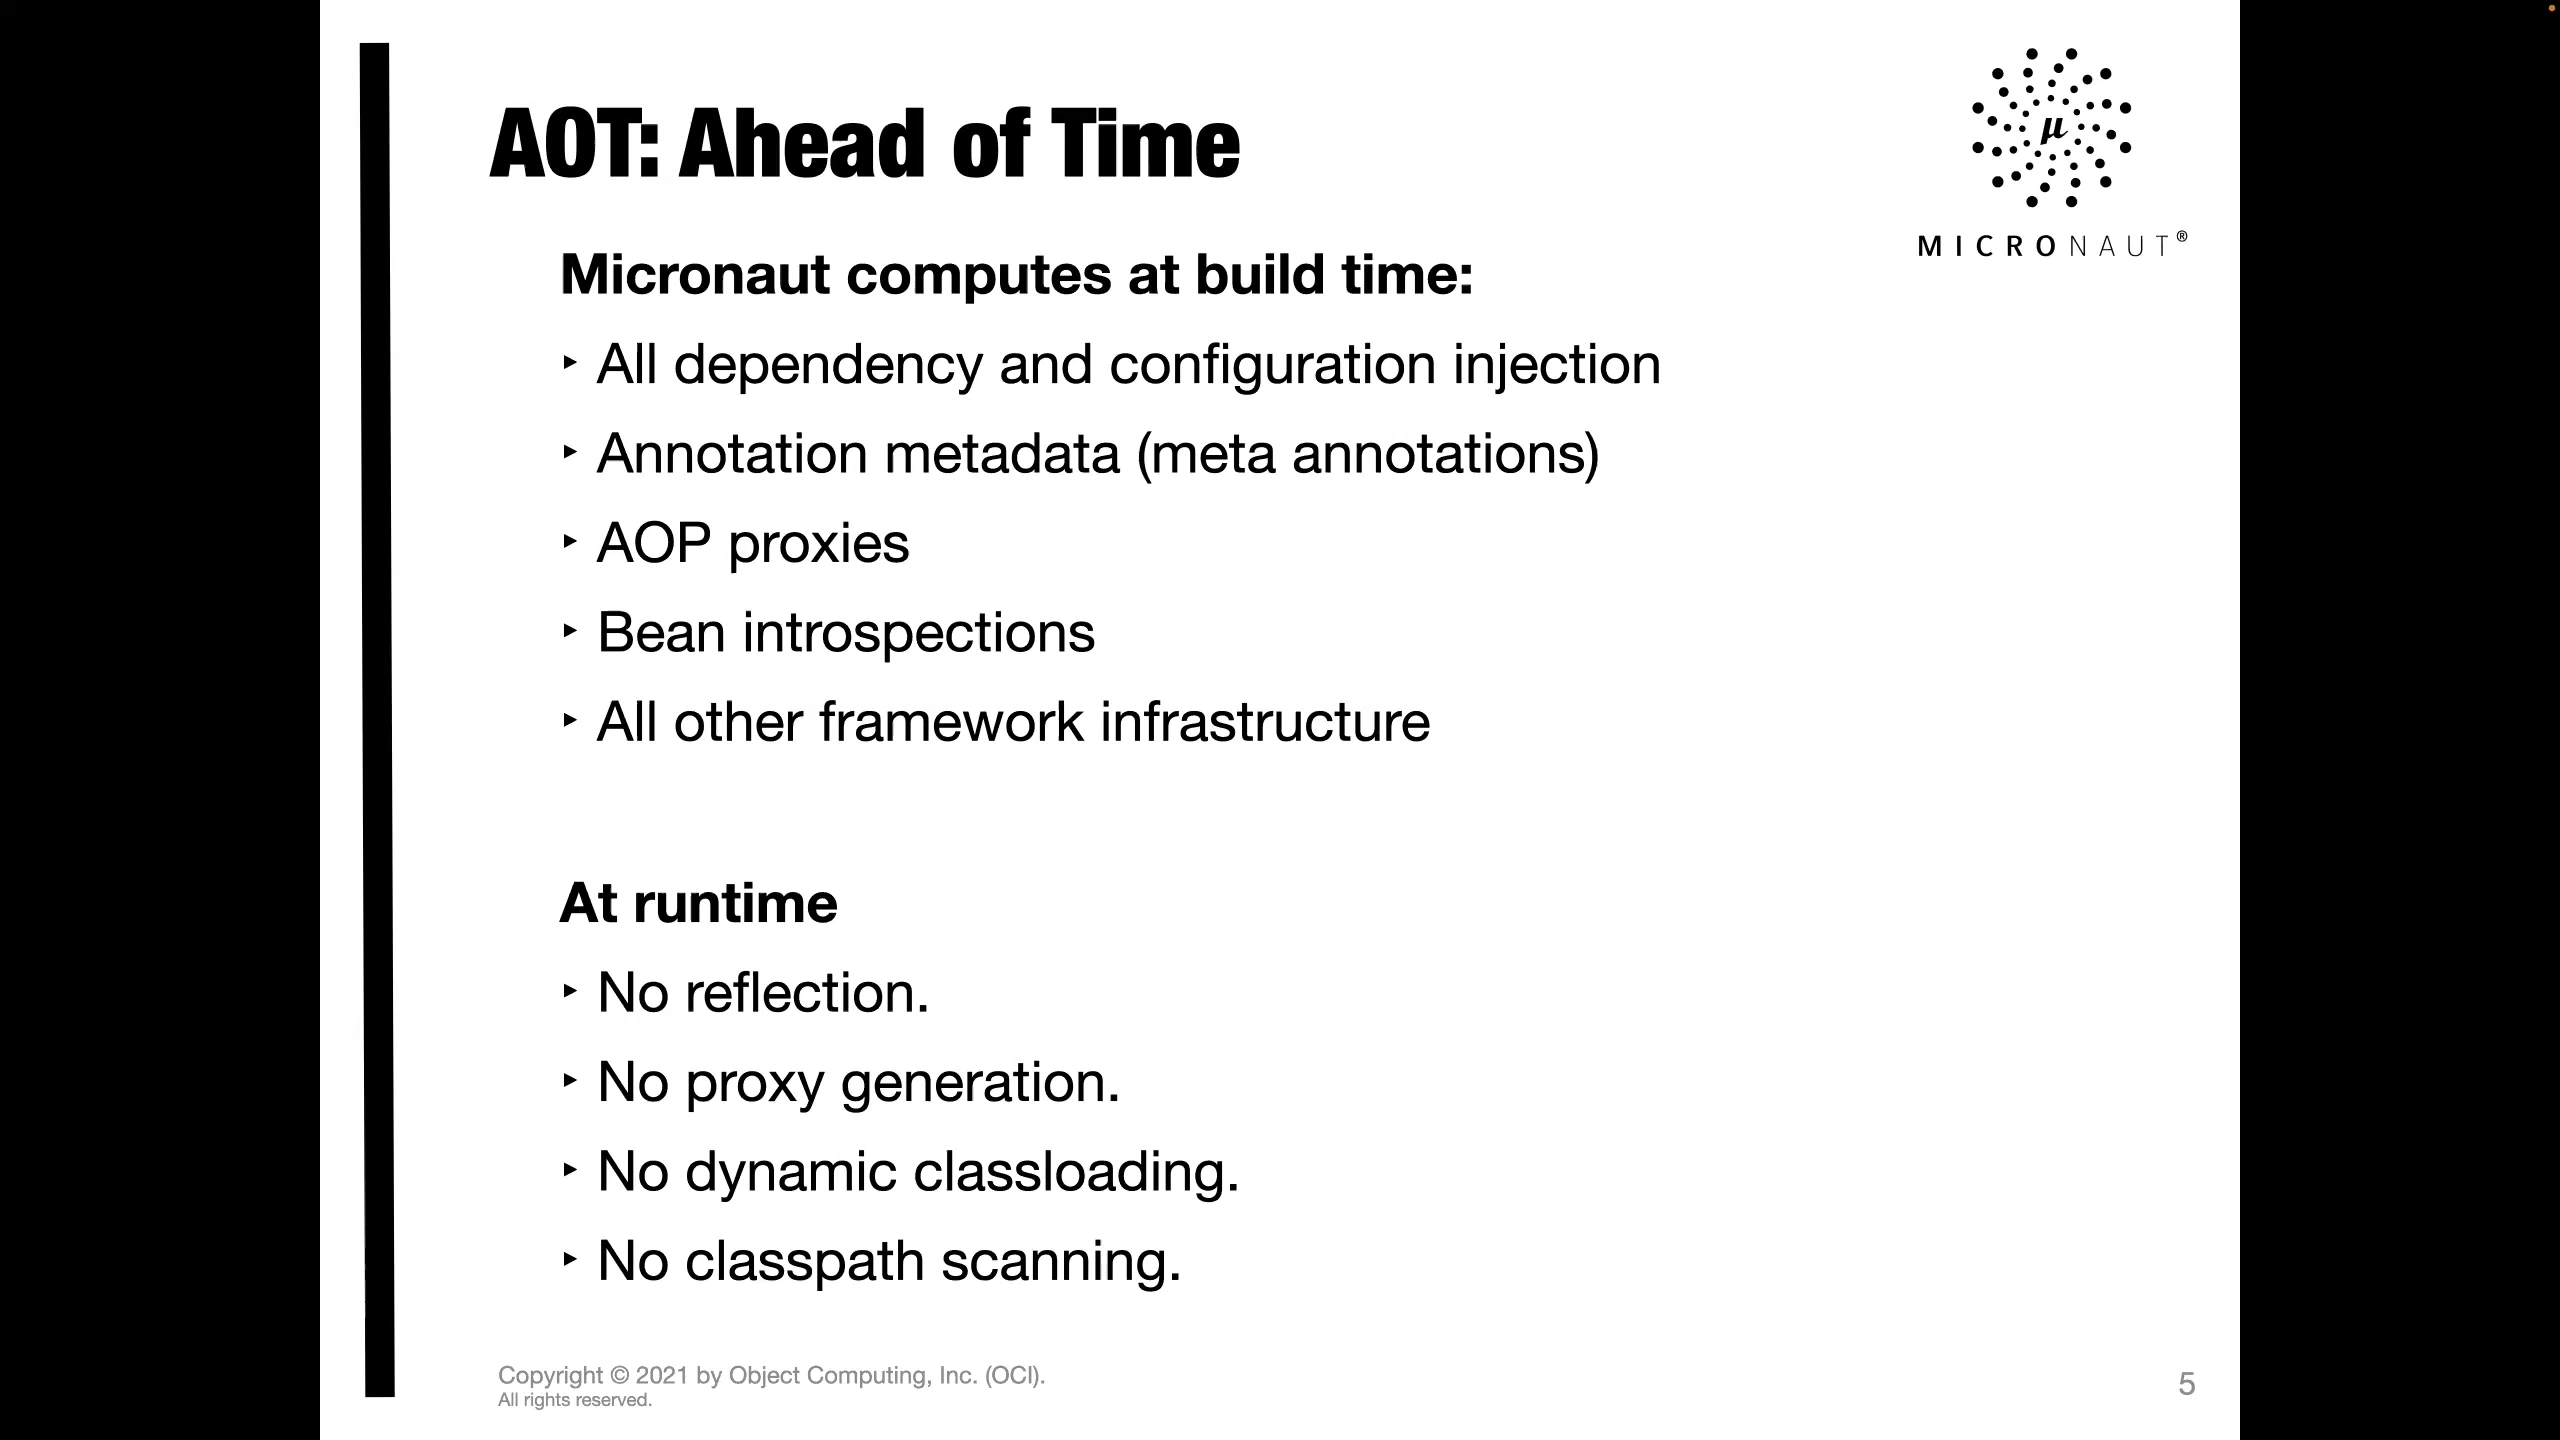 AOT: Ahead of Time
µ
MICRONAUT®
Micronaut computes at build time:
‣ All dependency and configuration injection
‣ Annotation metadata (meta annotations)
‣ AOP proxies
‣ Bean introspections
‣ All other framework infrastructure
At runtime
‣ No reflection.
‣ No proxy generation.
‣ No dynamic classloading.
‣ No classpath scanning.
Copyright © 2021 by Object Computing, Inc. (OCI).
All rights reserved.
5